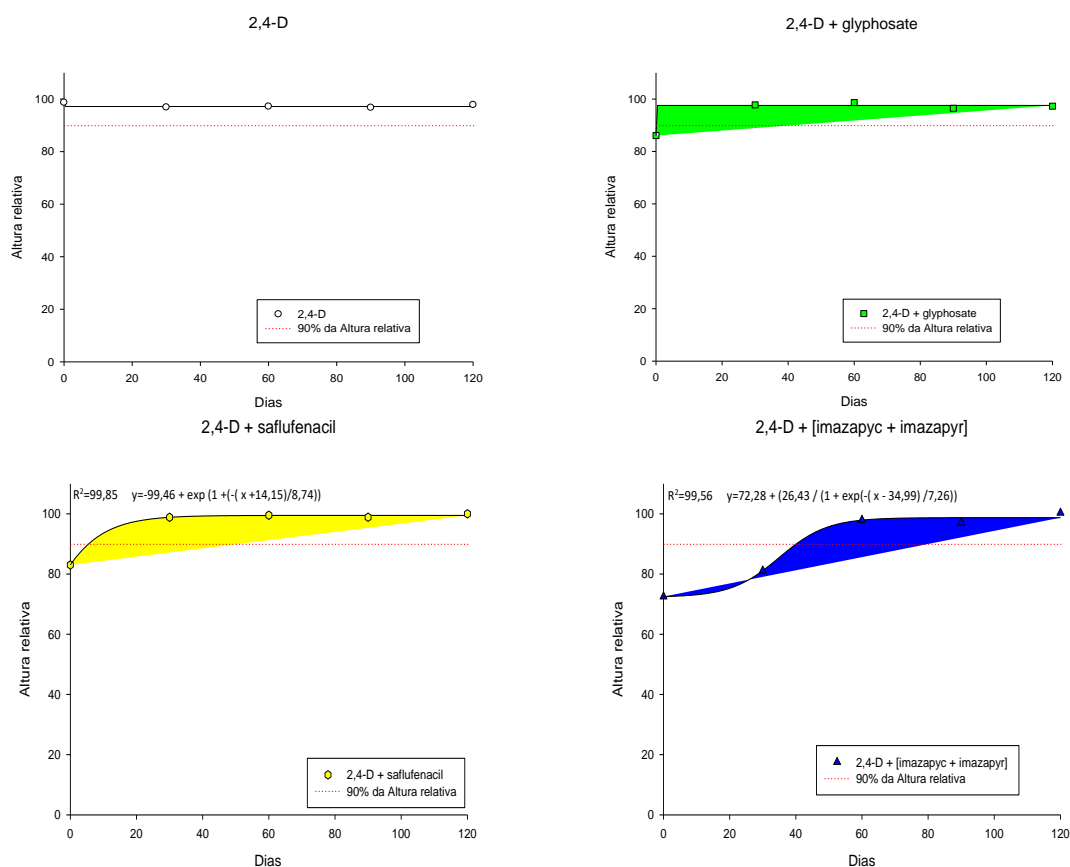 2,4-D
100
80
60
40
20
0
Altura relativa
0 20 40 60 80 100 120
Dias
2,4-D
90% da Altura relativa
2,4-D + glyphosate
100
80
60
40
20
0
Altura relativa
0 20 40 60 80 100 120
Dias
2,4-D + glyphosate
90% da Altura relativa
2,4-D + saflufenacil
R²=99,85 y=-99,46 + exp (1 +(-( x +14,15)/8,74))
100
80
60
40
20
0
Altura relativa
0 20 40 60 80 100 120
Dias
2,4-D + saflufenacil
90% da Altura relativa
2,4-D + [imazapyc + imazapyr]
R²=99,56 y=72,28 + (26,43 / (1 + exp(-( x - 34,99) /7,26))
100
80
60
40
20
0
Altura relativa
0 20 40 60 80 100 120
Dias
2,4-D + [imazapyc + imazapyr]
90% da Altura relativa